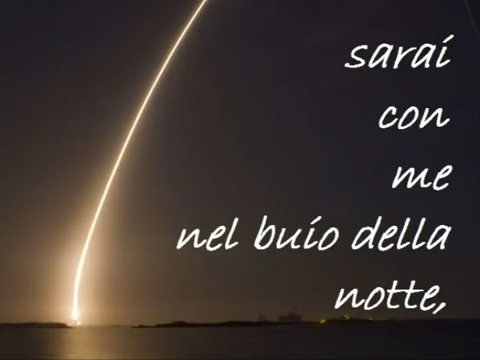 sarai
con
me
nel buio della
notte,